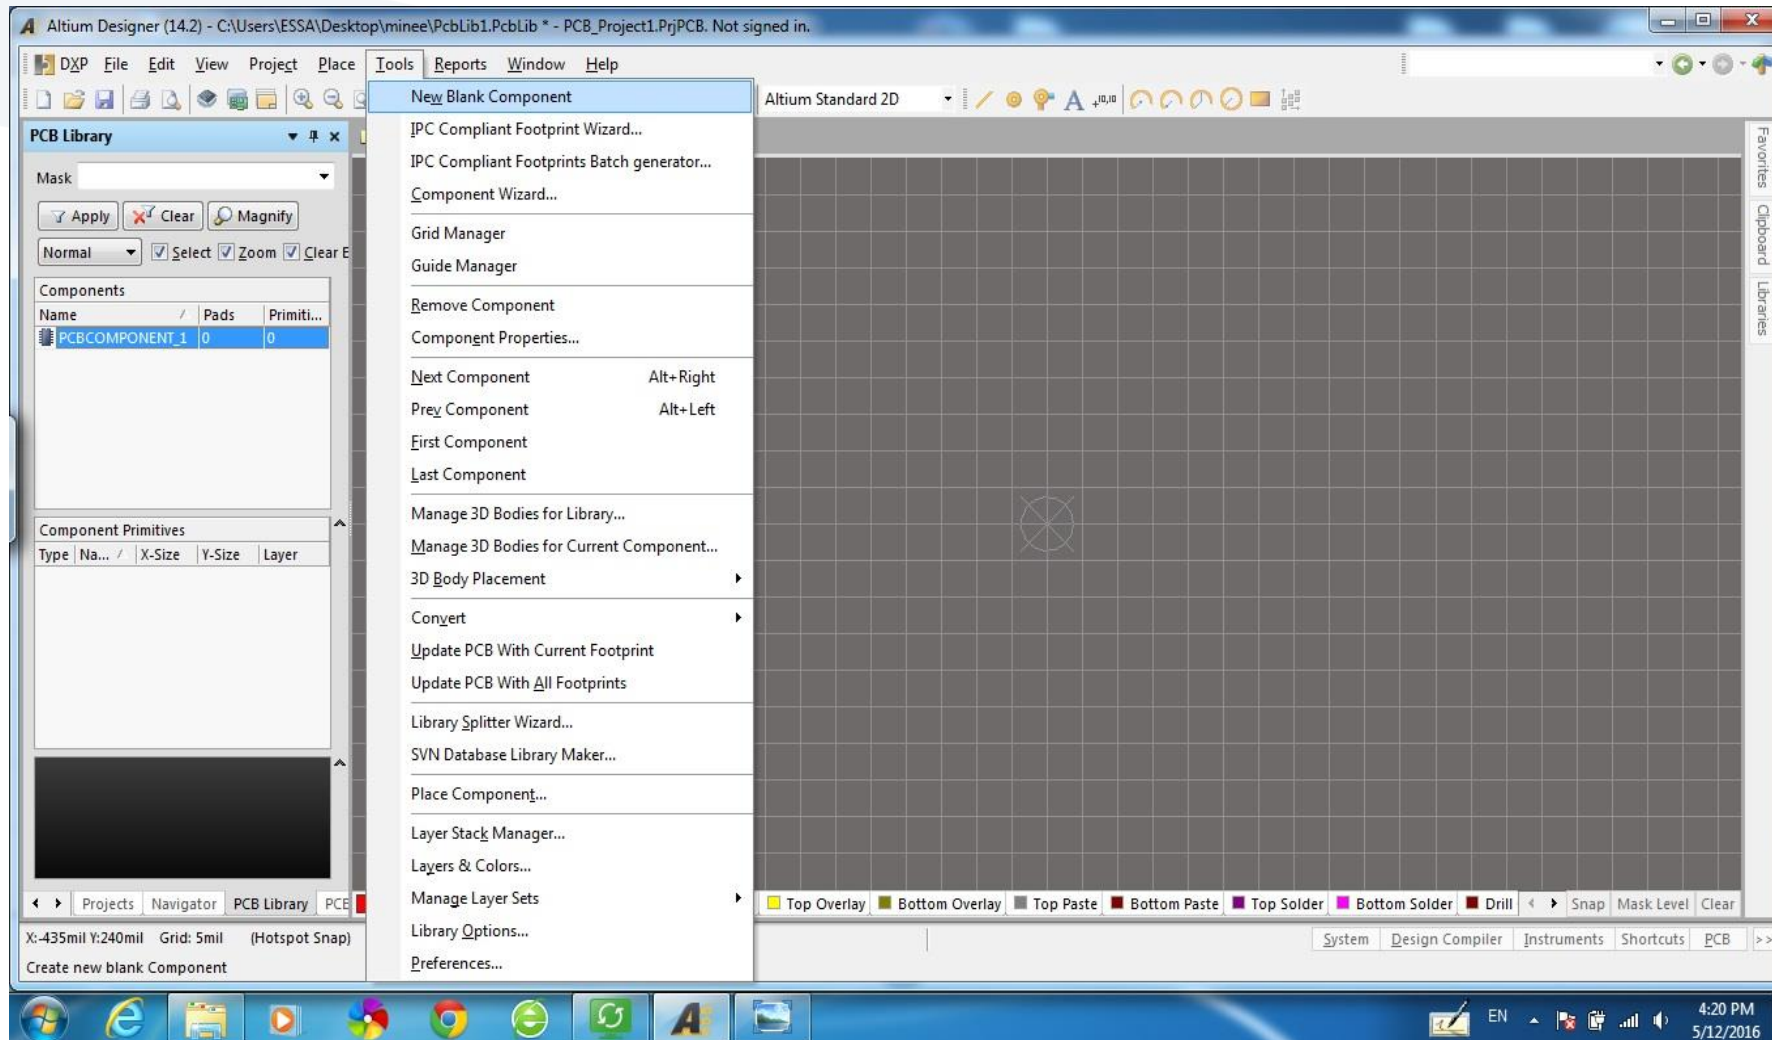 Altium Designer (14.2) - C:\Users\ESSA\Desktop\minee\PcbLib1.PcbLib * - PCB_Project1.PrjPCB. Not signed in.
DXP File Edit View Project Place Tools Reports Window Help
Altium Standard 2D
+10,10
PCB Library
Mask
Apply Clear Magnify
Normal Select Zoom Clear E
Components
Name / Pads Primiti...
PCBCOMPONENT_1 0 0
Component Primitives
Type Na... / X-Size Y-Size Layer
New Blank Component
IPC Compliant Footprint Wizard...
IPC Compliant Footprints Batch generator...
Component Wizard...
Grid Manager
Guide Manager
Remove Component
Component Properties...
Next Component Alt+Right
Prev Component Alt+Left
First Component
Last Component
Manage 3D Bodies for Library...
Manage 3D Bodies for Current Component...
3D Body Placement
Convert
Update PCB With Current Footprint
Update PCB With All Footprints
Library Splitter Wizard...
SVN Database Library Maker...
Place Component...
Layer Stack Manager...
Layers & Colors...
Manage Layer Sets
Library Options...
Preferences...
Favorites
Clipboard
Libraries
Projects Navigator PCB Library PCB
Top Overlay Bottom Overlay Top Paste Bottom Paste Top Solder Bottom Solder Drill Snap Mask Level Clear
X:-435mil Y:240mil Grid: 5mil (Hotspot Snap)
System Design Compiler Instruments Shortcuts PCB >>
Create new blank Component
EN
4:20 PM
5/12/2016